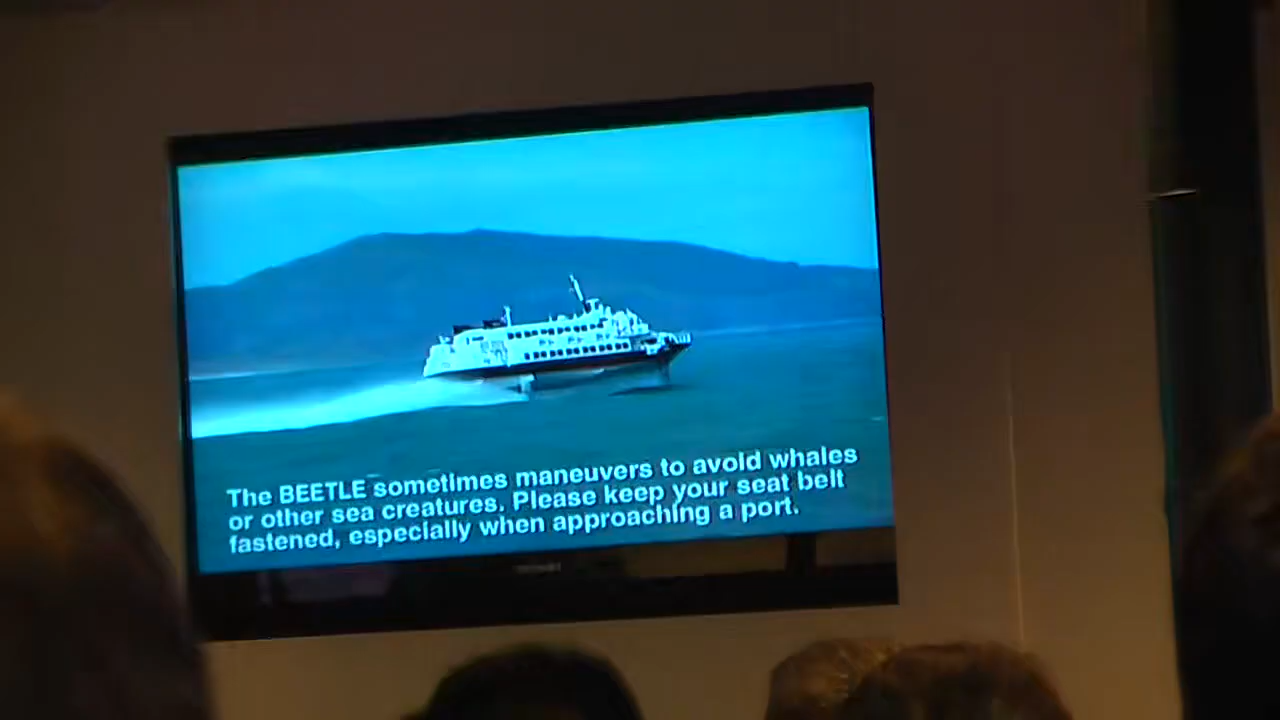 The BEETLE sometimes maneuvers to avoid whales
or other sea creatures. Please keep your seat belt
fastened, especially when approaching a port.